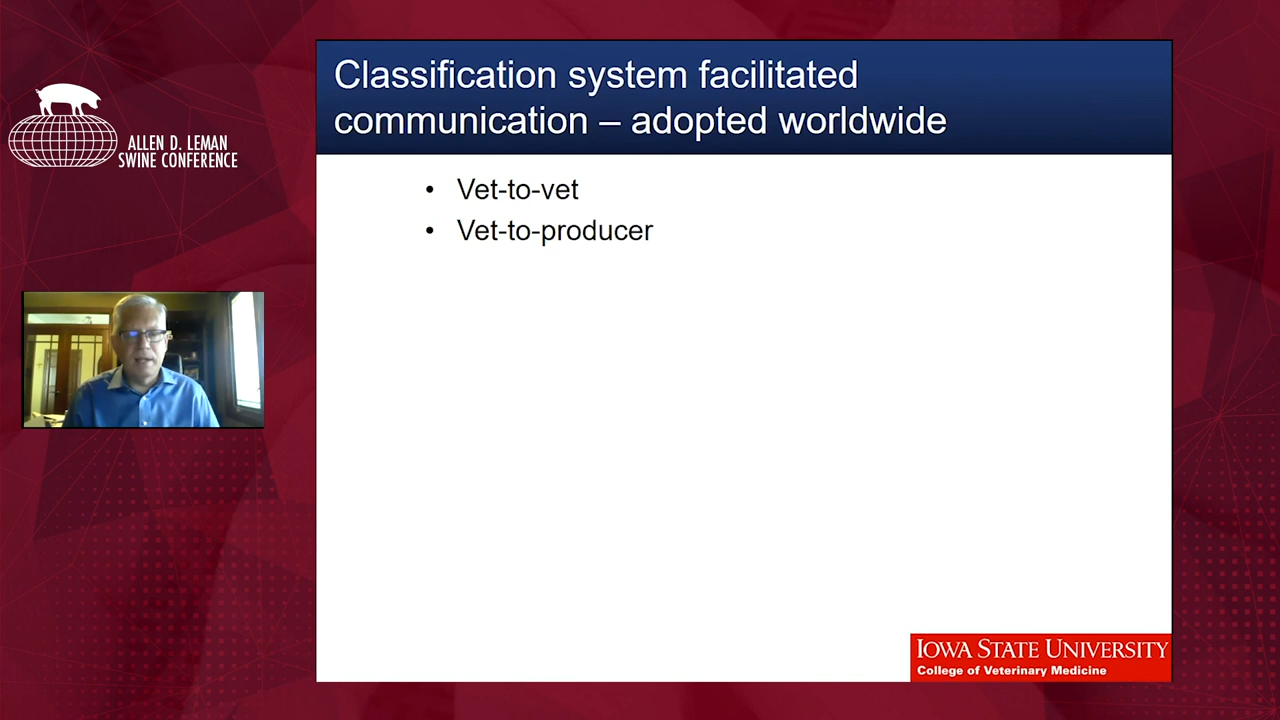 ALLEN D. LEMAN
SWINE CONFERENCE
Classification system facilitated
communication – adopted worldwide
• Vet-to-vet
• Vet-to-producer
IOWA STATE UNIVERSITY
College of Veterinary Medicine